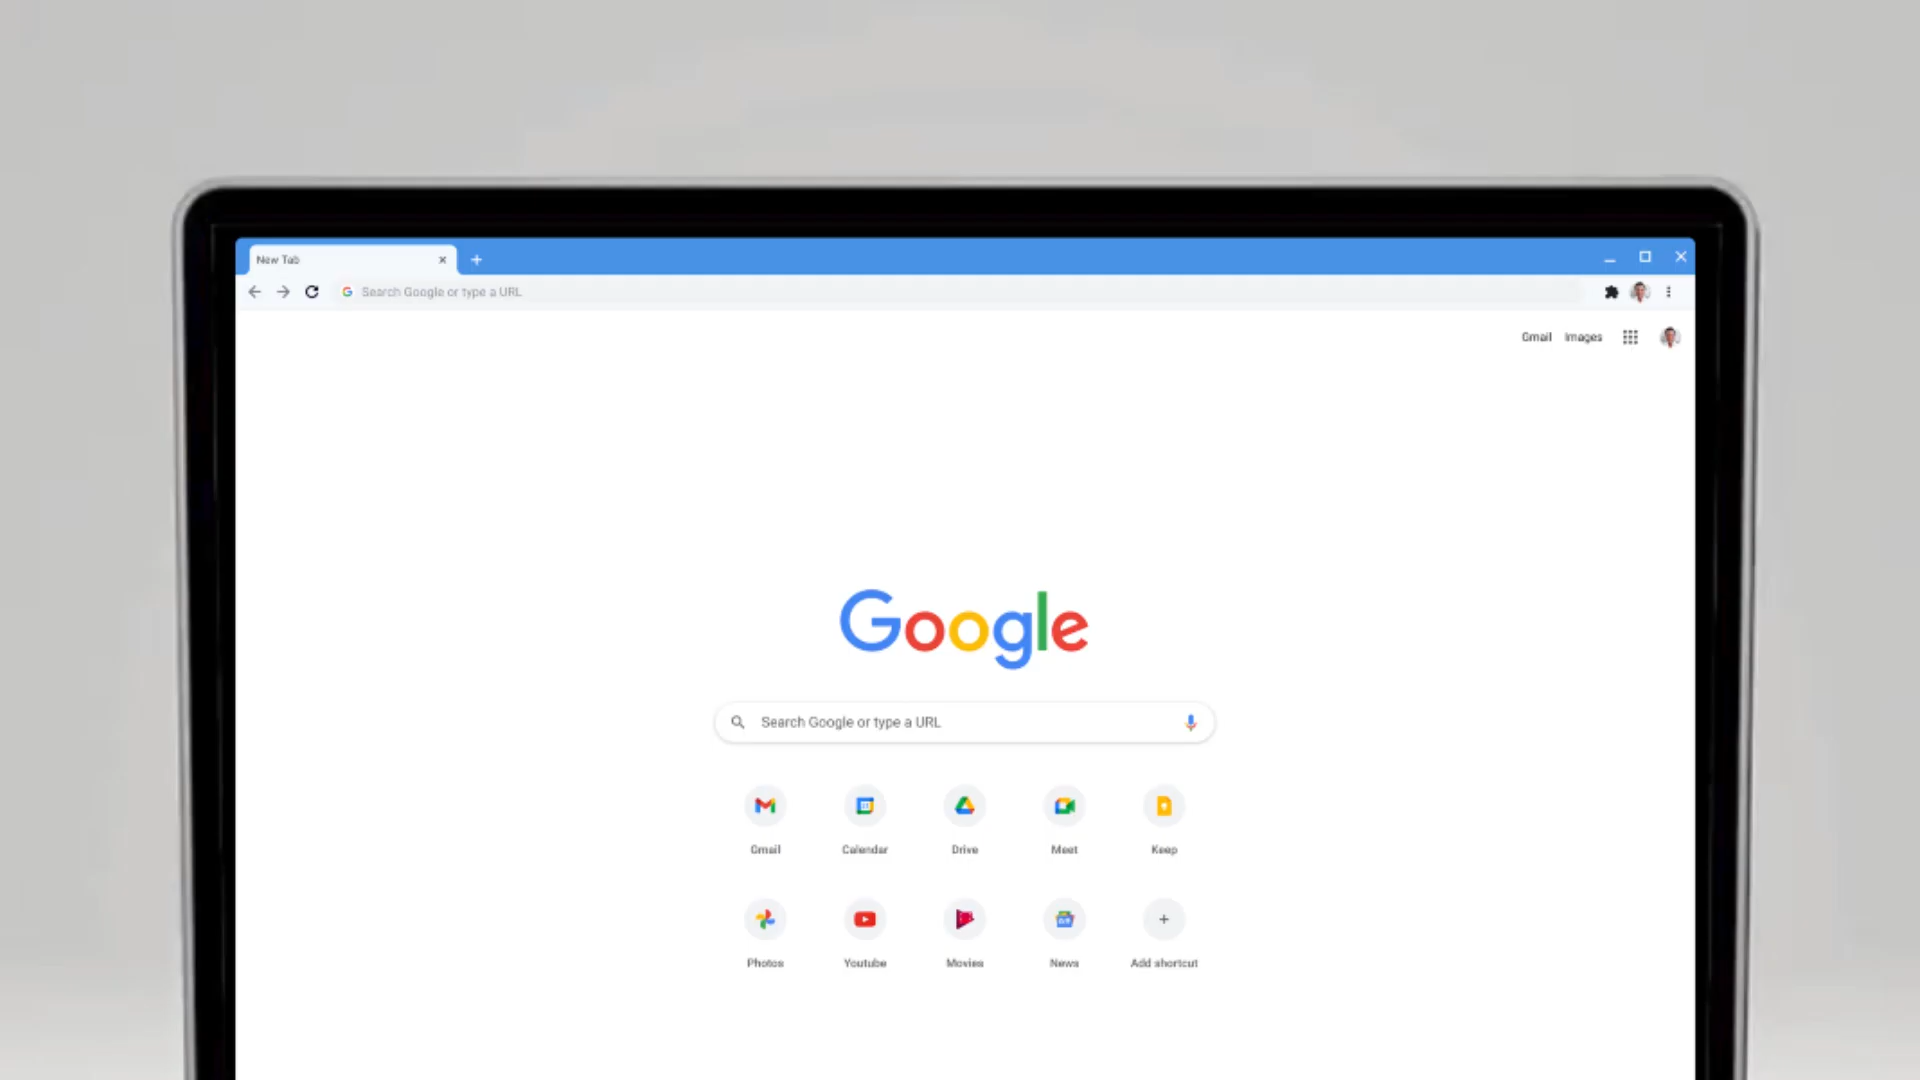 New Tab
Search Google or type a URL
Gmail Images
Google
Search Google or type a URL
Gmail Calendar Drive Meet Keep
Photos Youtube Movies News Add shortcut